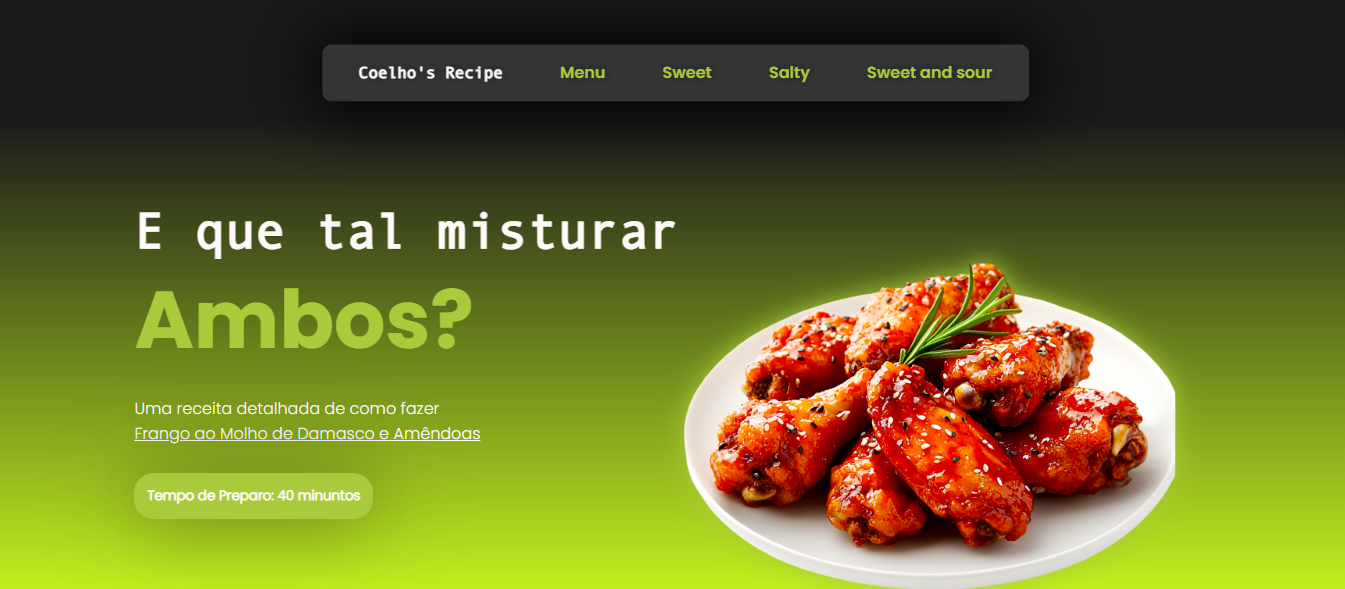 Coelho's Recipe Menu Sweet Salty Sweet and sour
E que tal misturar
Ambos?
Uma receita detalhada de como fazer
Frango ao Molho de Damasco e Amêndoas
Tempo de Preparo: 40 minuntos